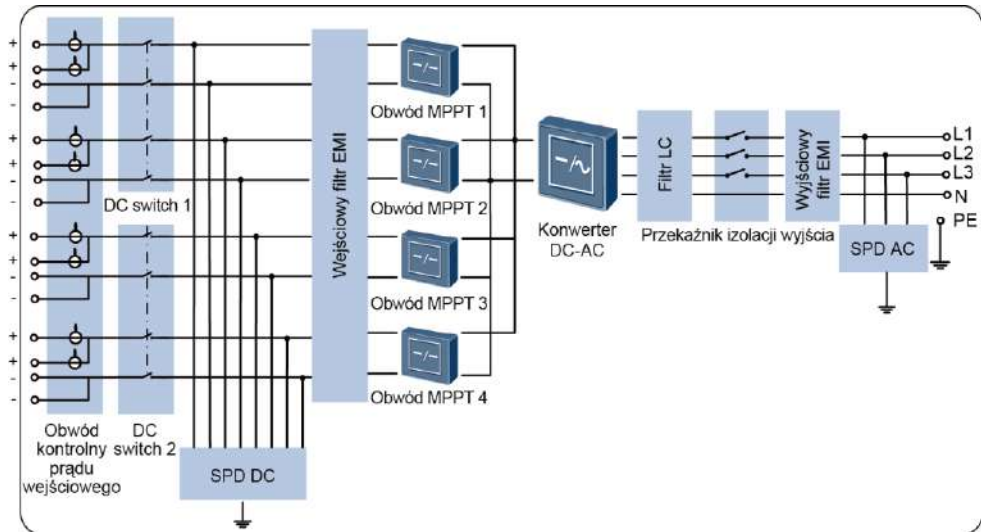 +
+
-
-
+
+
-
-
+
+
-
-
+
+
-
-
Obwód
kontrolny
prądu
wejściowego
DC switch 1
DC
switch 2
SPD DC
Wejściowy filtr EMI
Obwód MPPT 1
Obwód MPPT 2
Obwód MPPT 3
Obwód MPPT 4
Konwerter
DC-AC
Filtr LC
Przekaźnik izolacji wyjścia
Wyjściowy
filtr EMI
SPD AC
L1
L2
L3
N
PE